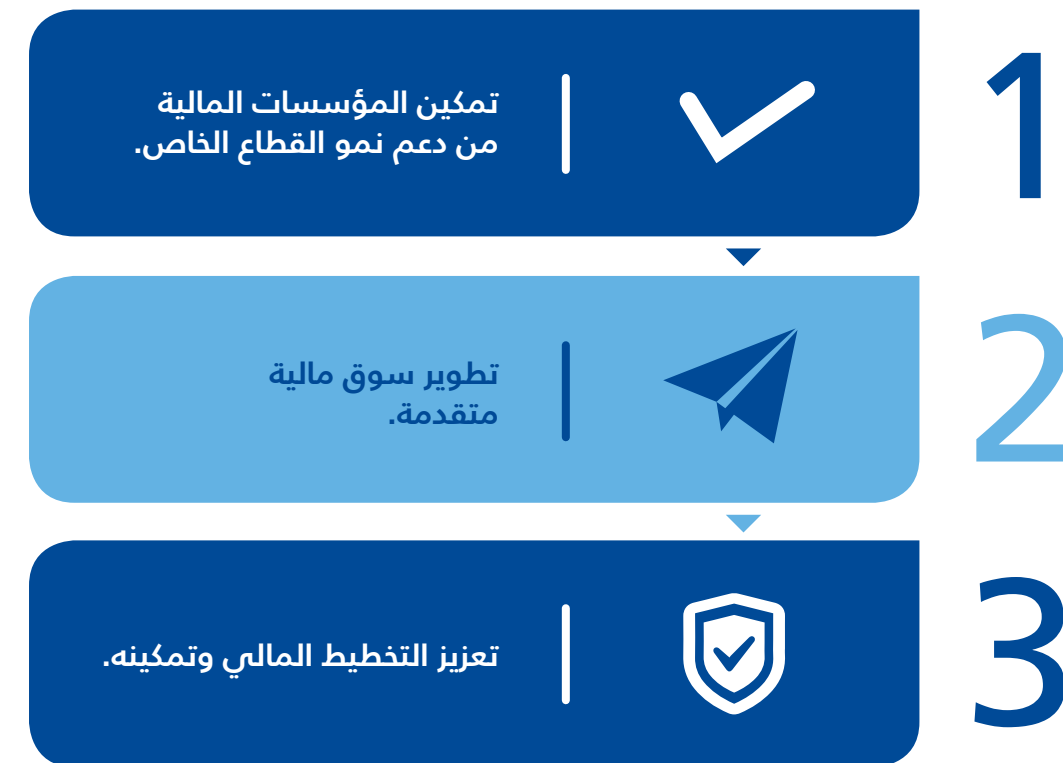 1
تمكين المؤسسات المالية
من دعم نمو القطاع الخاص.
2
تطوير سوق مالية
متقدمة.
3
تعزيز التخطيط المالي وتمكينه.